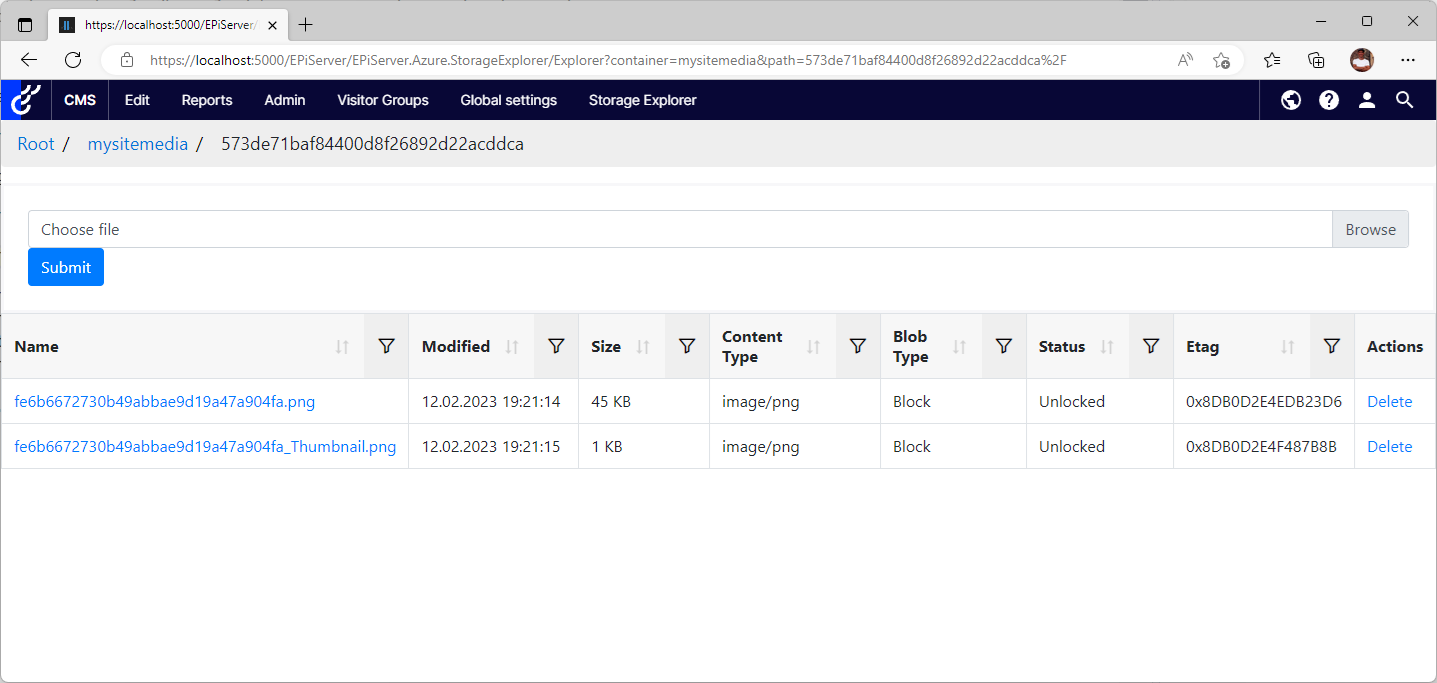 https://localhost:5000/EPiServer/
https://localhost:5000/EPiServer/EPiServer.Azure.StorageExplorer/Explorer?container=mysitemedia&path=573de71baf84400d8f26892d22acddca%2F
CMS Edit Reports Admin Visitor Groups Global settings Storage Explorer
Root / mysitemedia / 573de71baf84400d8f26892d22acddca
Choose file Browse
Submit
Name Modified Size Content Type Blob Type Status Etag Actions
fe6b6672730b49abbae9d19a47a904fa.png 12.02.2023 19:21:14 45 KB image/png Block Unlocked 0x8DB0D2E4EDB23D6 Delete
fe6b6672730b49abbae9d19a47a904fa_Thumbnail.png 12.02.2023 19:21:15 1 KB image/png Block Unlocked 0x8DB0D2E4F487B8B Delete